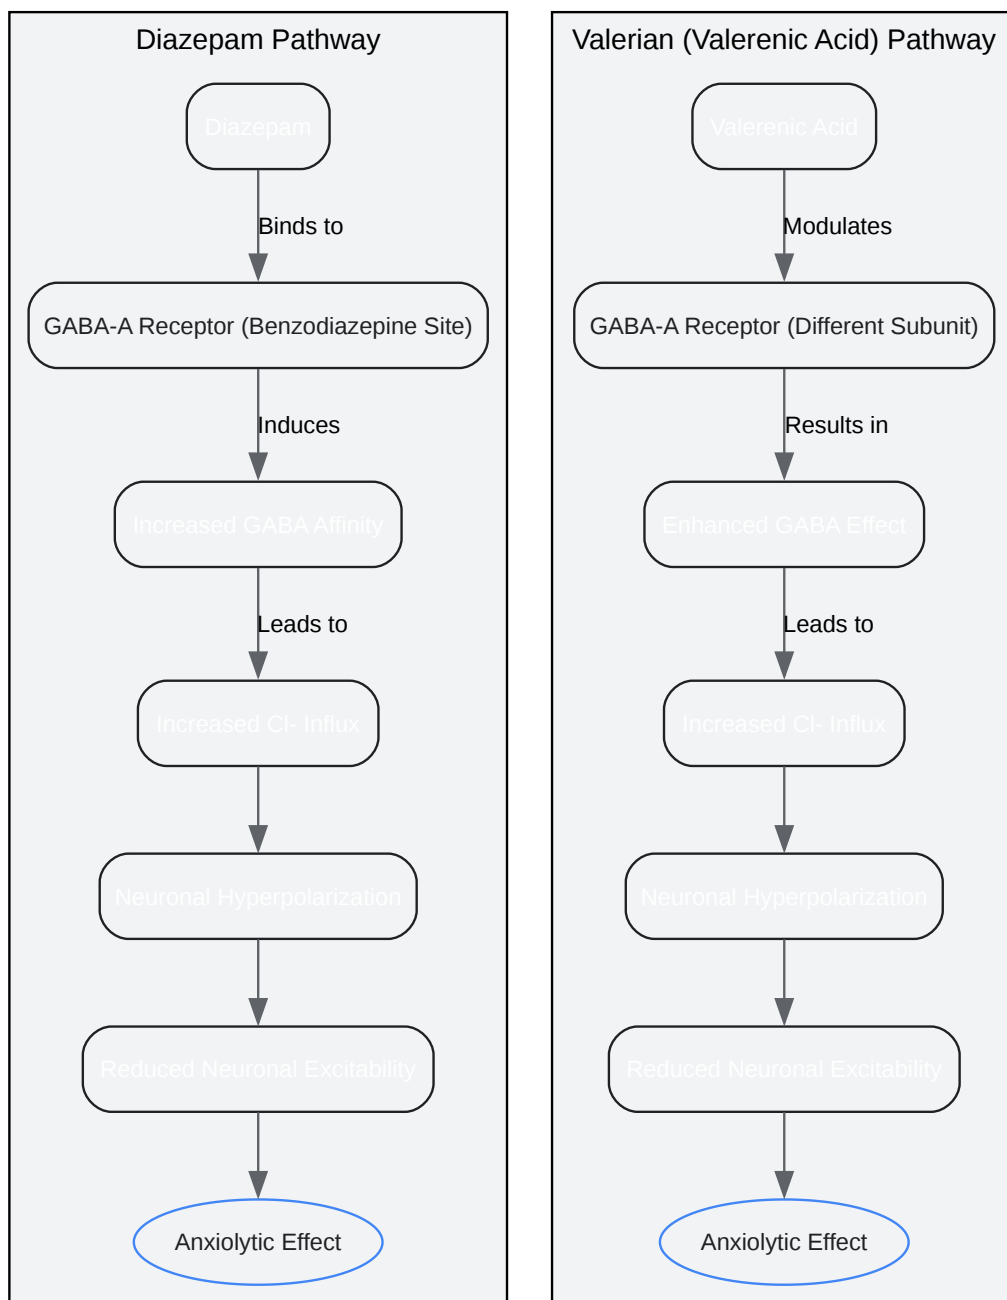 Diazepam Pathway
Diazepam
Binds to
GABA-A Receptor (Benzodiazepine Site)
Induces
Increased GABA Affinity
Leads to
Increased Cl- Influx
Neuronal Hyperpolarization
Reduced Neuronal Excitability
Anxiolytic Effect
Valerian (Valerenic Acid) Pathway
Valerenic Acid
Modulates
GABA-A Receptor (Different Subunit)
Results in
Enhanced GABA Effect
Leads to
Increased Cl- Influx
Neuronal Hyperpolarization
Reduced Neuronal Excitability
Anxiolytic Effect